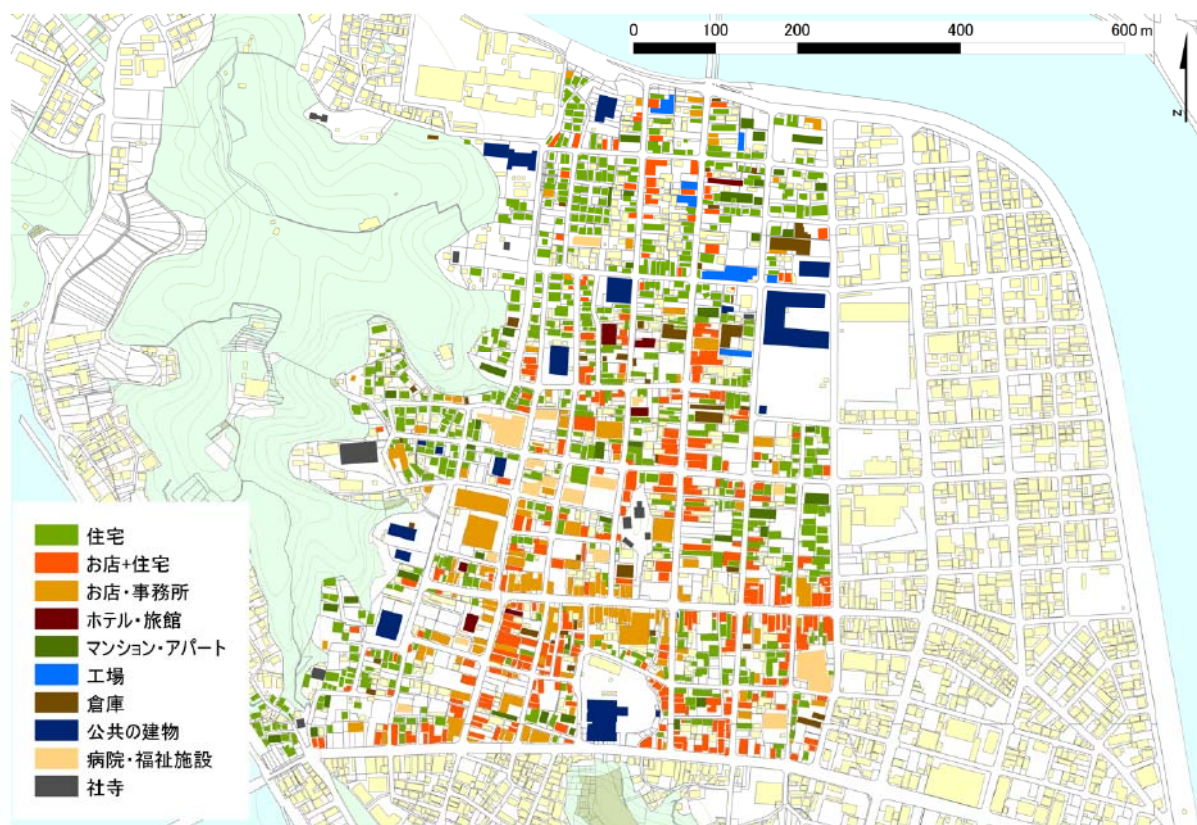 0 100 200 400 600 m
N
住宅
お店+住宅
お店・事務所
ホテル・旅館
マンション・アパート
工場
倉庫
公共の建物
病院・福祉施設
社寺